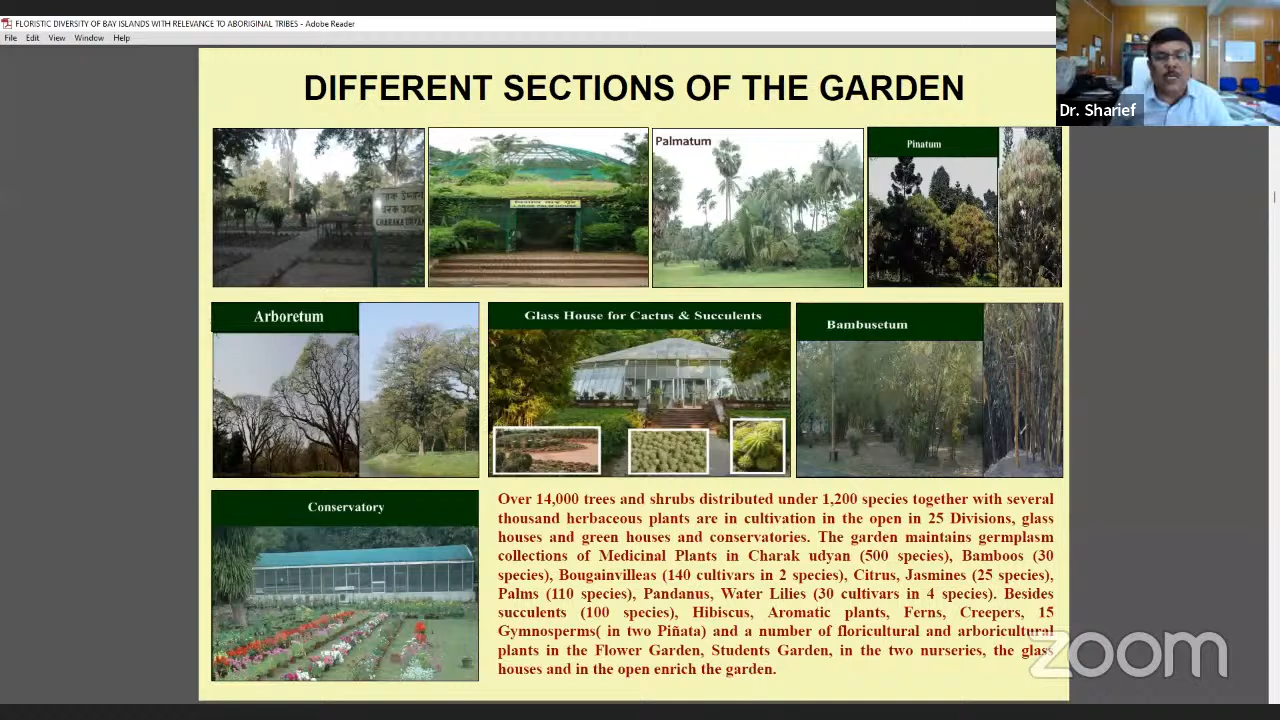 FLORISTIC DIVERSITY OF BAY ISLANDS WITH RELEVANCE TO ABORIGINAL TRIBES - Adobe Reader
File Edit View Window Help
Dr. Sharief
DIFFERENT SECTIONS OF THE GARDEN
CHARAKA UDYAN
LARGE PALM HOUSE
Palmatum
Pinatum
Arboretum
Glass House for Cactus & Succulents
Bambusetum
Conservatory
Over 14,000 trees and shrubs distributed under 1,200 species together with several
thousand herbaceous plants are in cultivation in the open in 25 Divisions, glass
houses and green houses and conservatories. The garden maintains germplasm
collections of Medicinal Plants in Charak udyan (500 species), Bamboos (30
species), Bougainvilleas (140 cultivars in 2 species), Citrus, Jasmines (25 species),
Palms (110 species), Pandanus, Water Lilies (30 cultivars in 4 species). Besides
succulents (100 species), Hibiscus, Aromatic plants, Ferns, Creepers, 15
Gymnosperms( in two Piñata) and a number of floricultural and arboricultural
plants in the Flower Garden, Students Garden, in the two nurseries, the glass
houses and in the open enrich the garden.
zoom